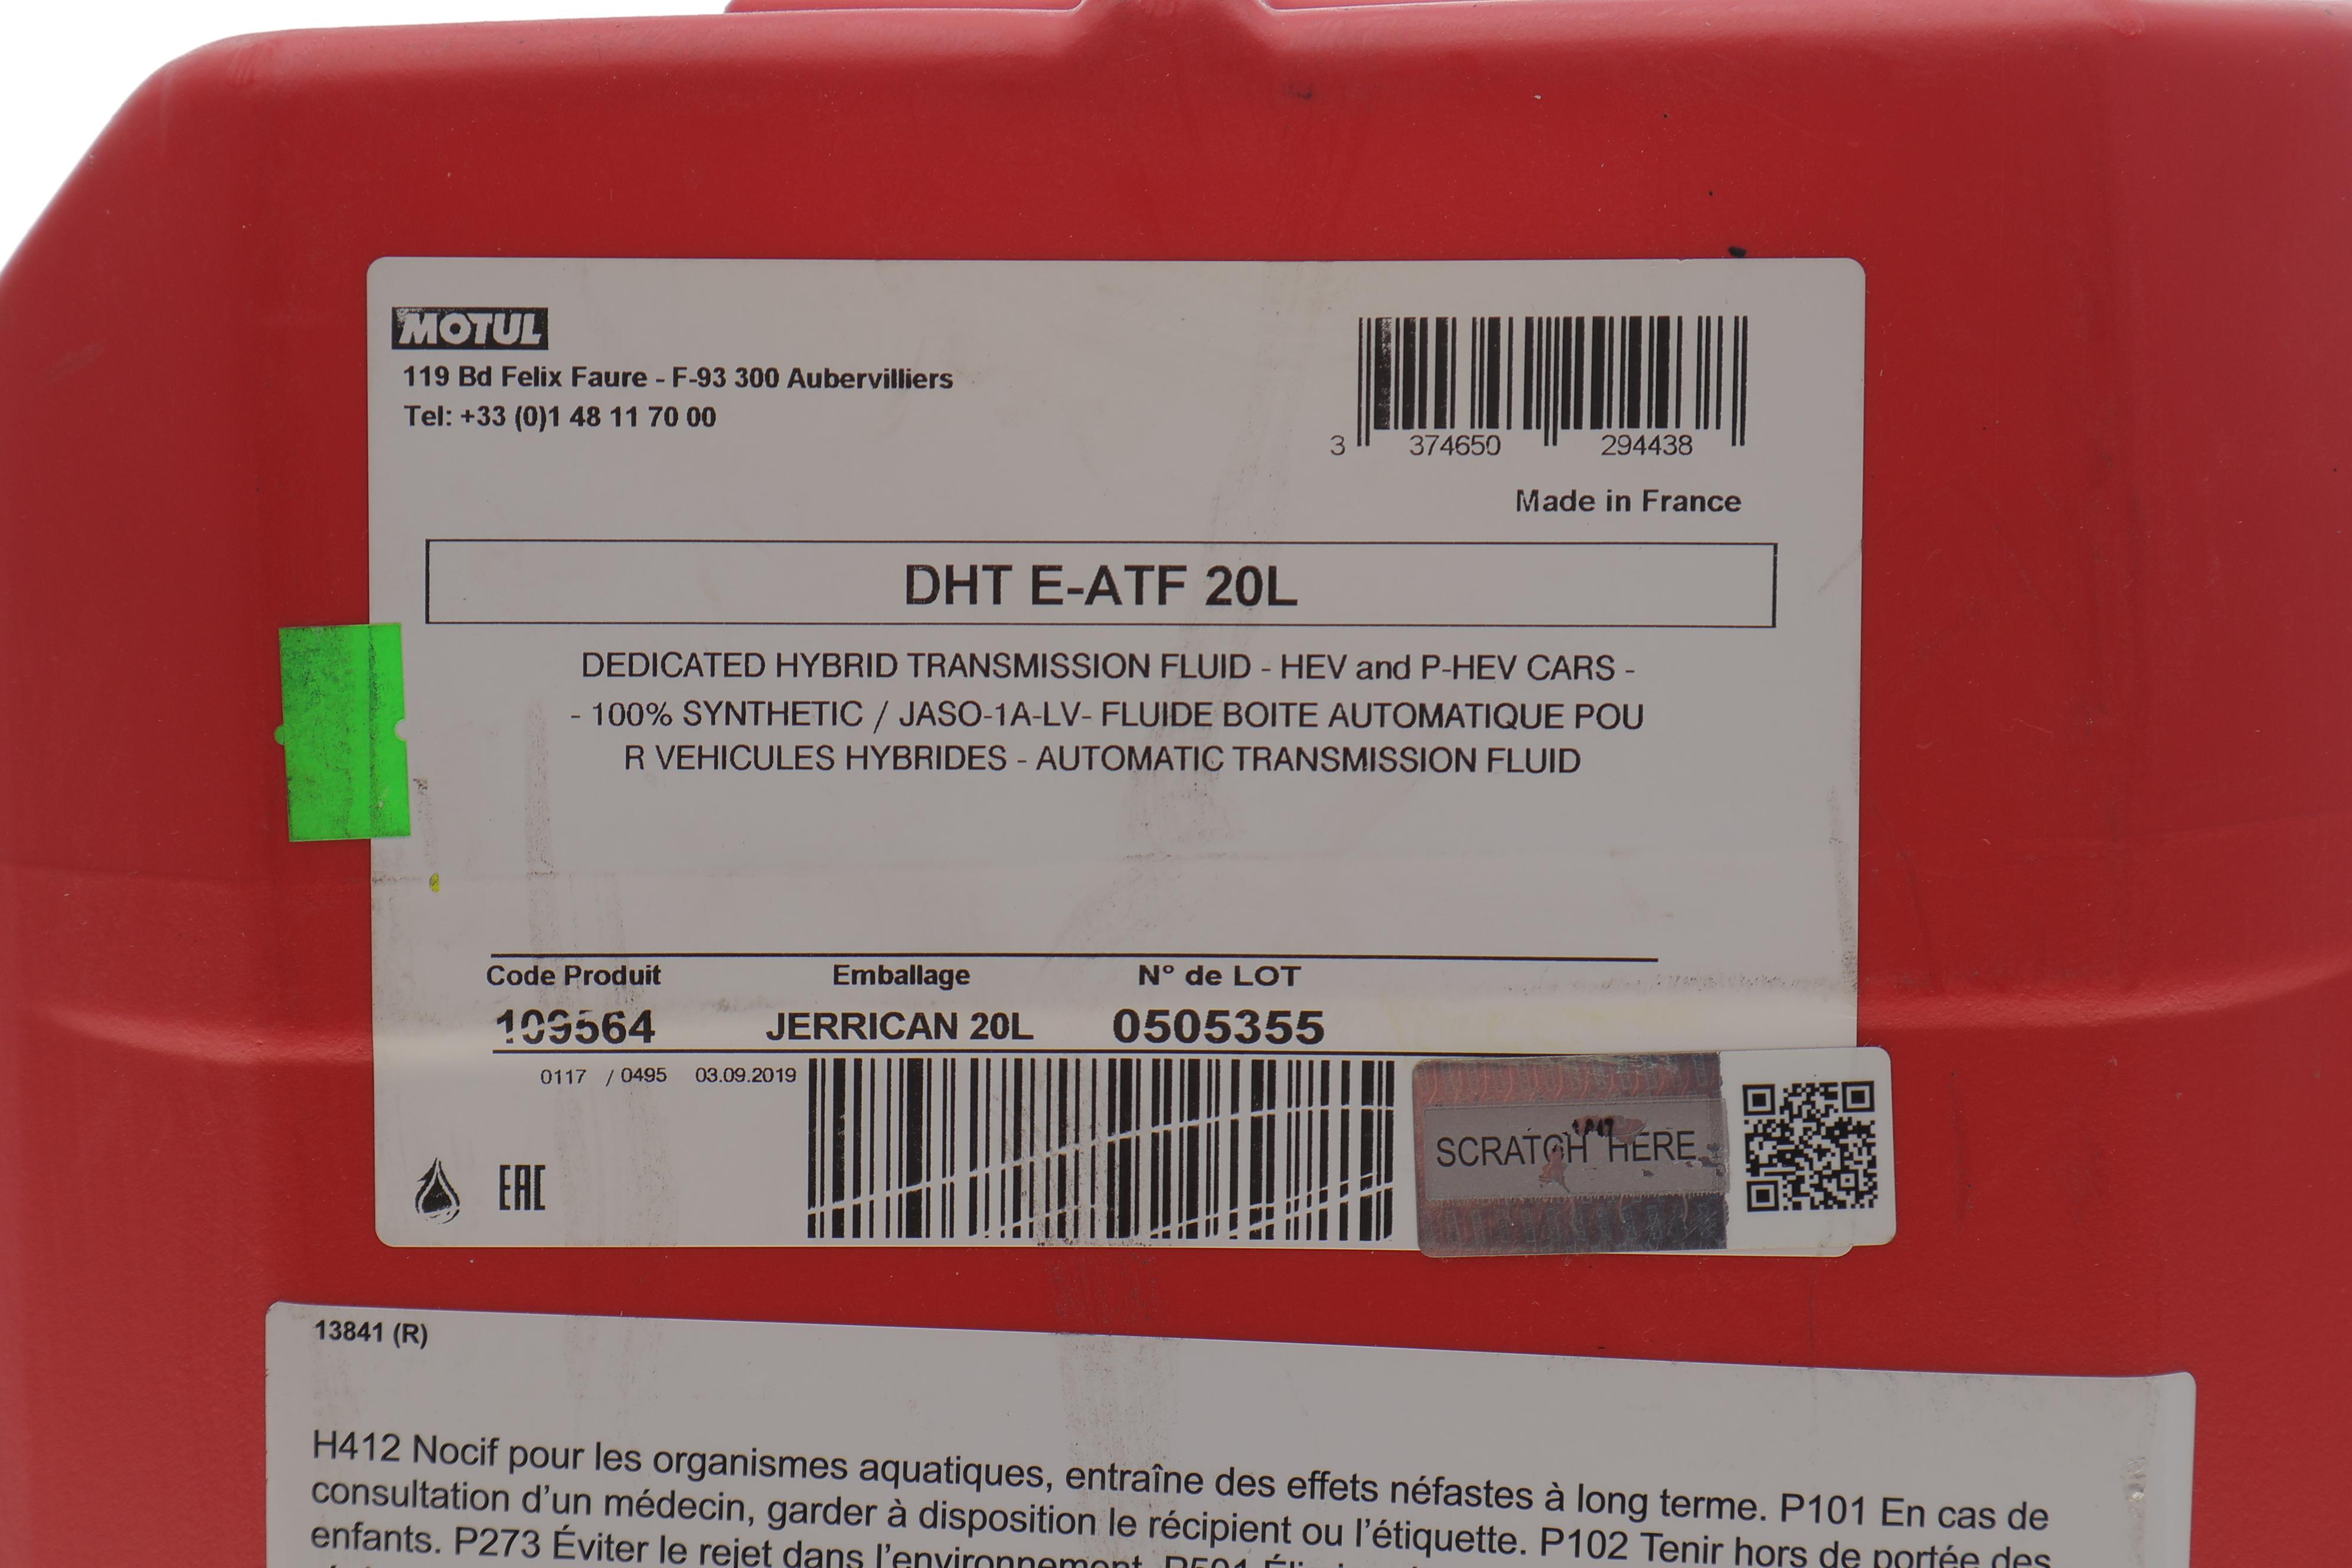 MOTUL
119 Bd Felix Faure - F-93 300 Aubervilliers
Tel: +33 (0)1 48 11 70 00
3 374650 294438
Made in France
DHT E-ATF 20L
DEDICATED HYBRID TRANSMISSION FLUID - HEV and P-HEV CARS -
- 100% SYNTHETIC / JASO-1A-LV- FLUIDE BOITE AUTOMATIQUE POU
R VEHICULES HYBRIDES - AUTOMATIC TRANSMISSION FLUID
Code Produit Emballage N° de LOT
109564 JERRICAN 20L 0505355
0117 / 0495 03.09.2019
SCRATCH HERE
EAC
13841 (R)
H412 Nocif pour les organismes aquatiques, entraîne des effets néfastes à long terme. P101 En cas de
consultation d'un médecin, garder à disposition le récipient ou l'étiquette. P102 Tenir hors de portée des
enfants. P273 Éviter le rejet dans l'environnement. P501